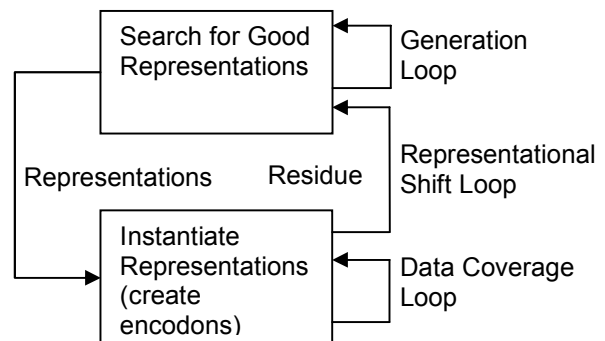 Search for Good
Representations
Generation
Loop
Representations
Residue
Representational
Shift Loop
Instantiate
Representations
(create
encodons)
Data Coverage
Loop